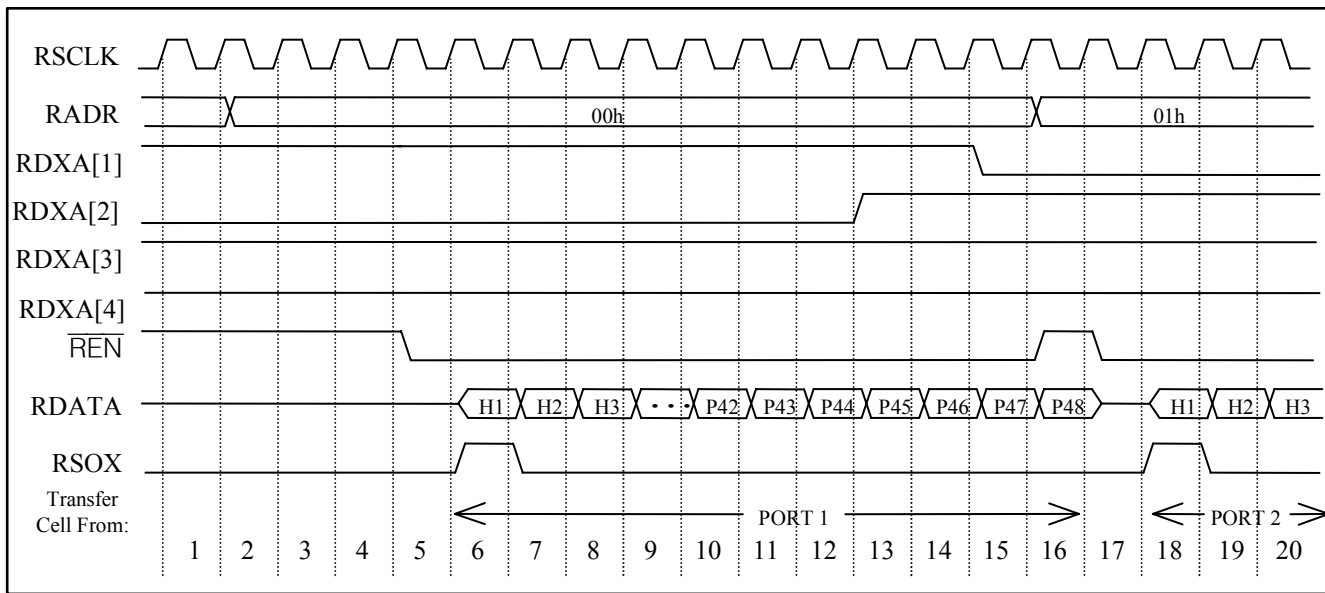 RSCLK
RADR 00h 01h
RDXA[1]
RDXA[2]
RDXA[3]
RDXA[4]
REN
RDATA H1 H2 H3 ... P42 P43 P44 P45 P46 P47 P48 H1 H2 H3
RSOX
Transfer
Cell From: PORT 1 PORT 2
1 2 3 4 5 6 7 8 9 10 11 12 13 14 15 16 17 18 19 20